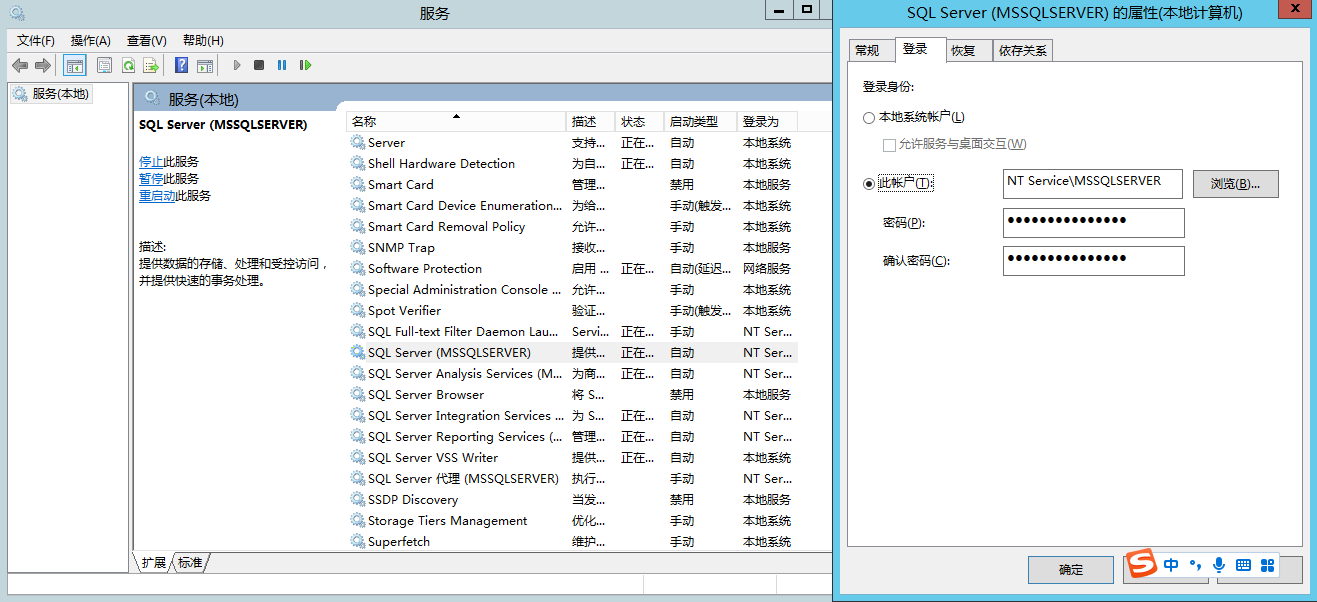 服务
文件(F) 操作(A) 查看(V) 帮助(H)
服务(本地)
服务(本地)
SQL Server (MSSQLSERVER)
停止此服务
暂停此服务
重启动此服务
描述:
提供数据的存储、处理和受控访问，
并提供快速的事务处理。
名称 描述 状态 启动类型 登录为
Server 支持... 正在... 自动 本地系统
Shell Hardware Detection 为自... 正在... 自动 本地系统
Smart Card 管理... 禁用 本地服务
Smart Card Device Enumeration... 为给... 手动(触发... 本地系统
Smart Card Removal Policy 允许... 手动 本地系统
SNMP Trap 接收... 手动 本地服务
Software Protection 启用 ... 正在... 自动(延迟... 网络服务
Special Administration Console ... 允许... 手动 本地系统
Spot Verifier 验证... 手动(触发... 本地系统
SQL Full-text Filter Daemon Lau... Servi... 正在... 手动 NT Ser...
SQL Server (MSSQLSERVER) 提供... 正在... 自动 NT Ser...
SQL Server Analysis Services (M... 为商... 正在... 自动 NT Ser...
SQL Server Browser 将 S... 禁用 本地服务
SQL Server Integration Services ... 为 S... 正在... 自动 NT Ser...
SQL Server Reporting Services (... 管理... 正在... 自动 NT Ser...
SQL Server VSS Writer 提供... 正在... 自动 本地系统
SQL Server 代理 (MSSQLSERVER) 执行... 手动 NT Ser...
SSDP Discovery 当发... 禁用 本地服务
Storage Tiers Management 优化... 手动 本地系统
Superfetch 维护... 手动 本地系统
扩展 标准
SQL Server (MSSQLSERVER) 的属性(本地计算机)
常规 登录 恢复 依存关系
登录身份:
本地系统帐户(L)
允许服务与桌面交互(W)
此帐户(T): NT Service\MSSQLSERVER 浏览(B)...
密码(P): ●●●●●●●●●●●●●●●
确认密码(C): ●●●●●●●●●●●●●●●
确定
S 中